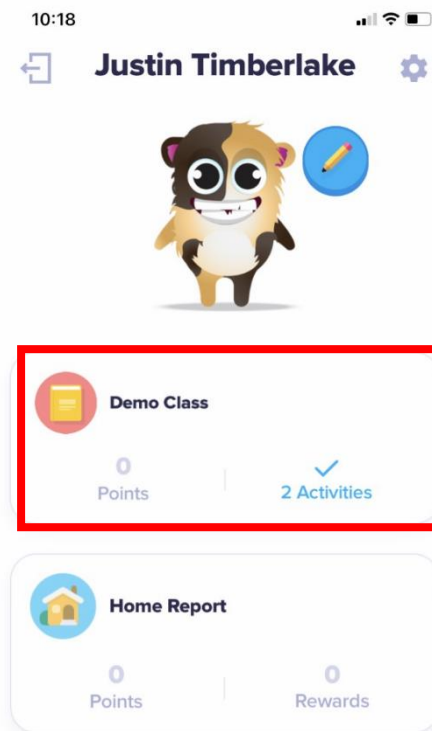 10:18
Justin Timberlake
Demo Class
0
Points
2 Activities
Home Report
0
Points
0
Rewards